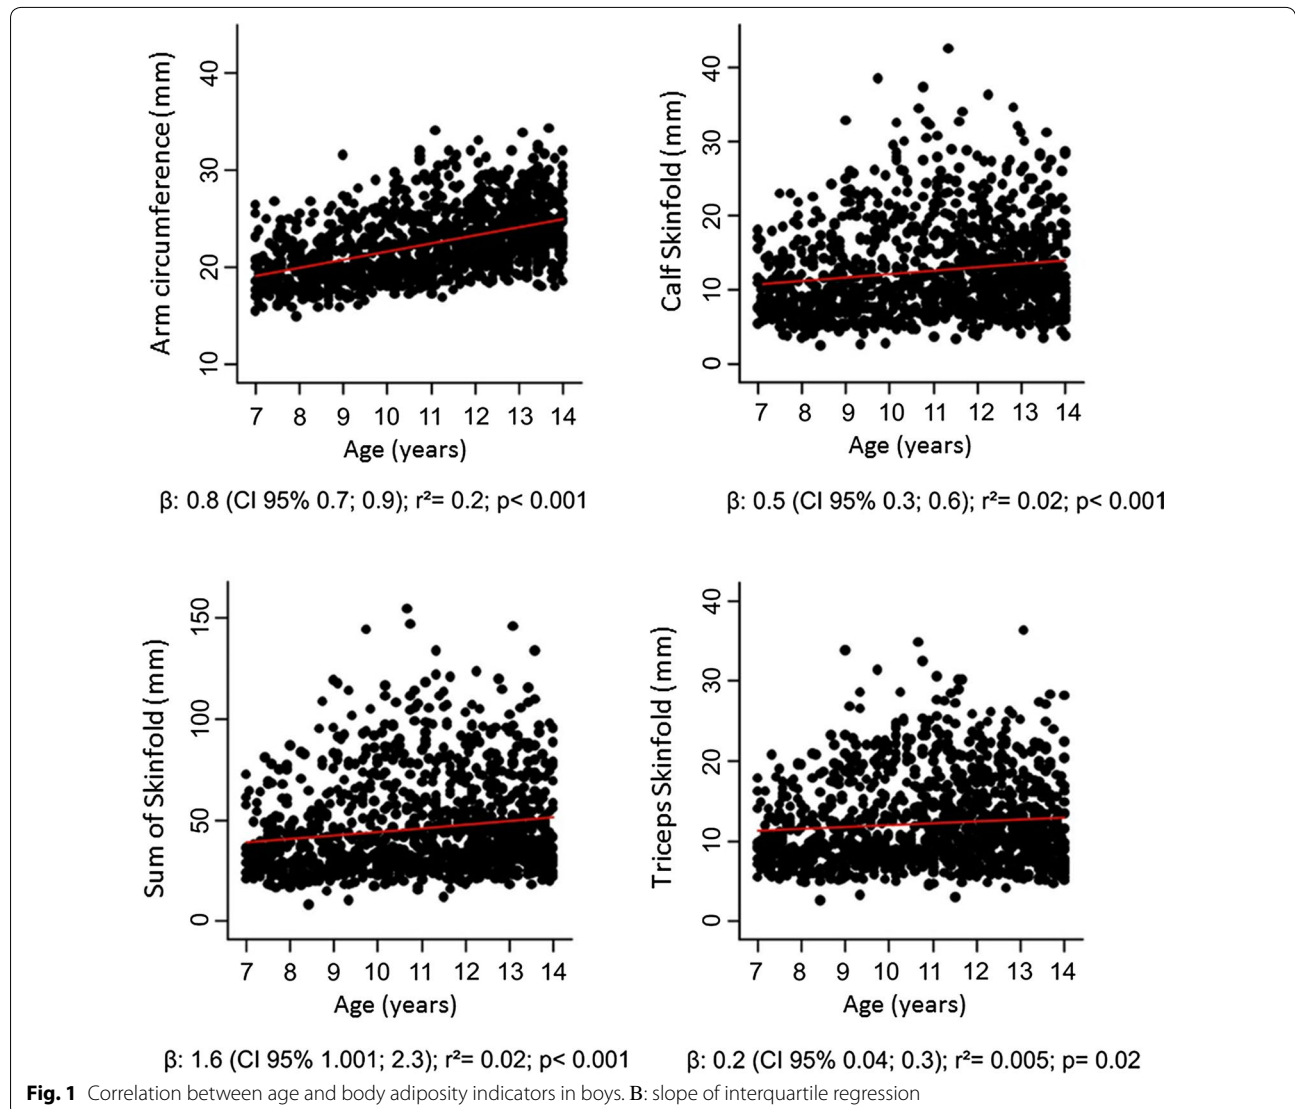 Arm circumference (mm)
40
30
20
10
7 8 9 10 11 12 13 14
Age (years)
β: 0.8 (CI 95% 0.7; 0.9); r²= 0.2; p< 0.001
Calf Skinfold (mm)
40
30
20
10
0
7 8 9 10 11 12 13 14
Age (years)
β: 0.5 (CI 95% 0.3; 0.6); r²= 0.02; p< 0.001
Sum of Skinfold (mm)
150
100
50
0
7 8 9 10 11 12 13 14
Age (years)
β: 1.6 (CI 95% 1.001; 2.3); r²= 0.02; p< 0.001
Triceps Skinfold (mm)
40
30
20
10
0
7 8 9 10 11 12 13 14
Age (years)
β: 0.2 (CI 95% 0.04; 0.3); r²= 0.005; p= 0.02
Fig. 1 Correlation between age and body adiposity indicators in boys. B: slope of interquartile regression